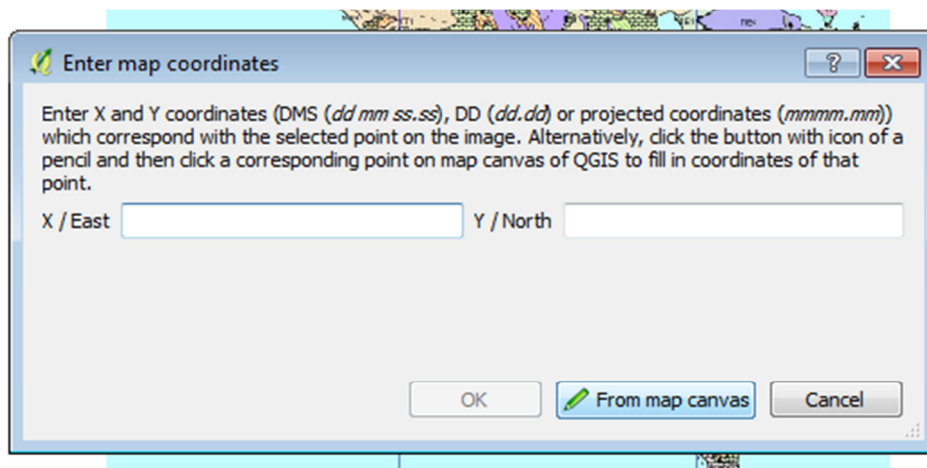 Enter map coordinates
Enter X and Y coordinates (DMS (dd mm ss.ss), DD (dd.dd) or projected coordinates (mmmm.mm))
which correspond with the selected point on the image. Alternatively, click the button with icon of a
pencil and then click a corresponding point on map canvas of QGIS to fill in coordinates of that
point.
X / East Y / North
OK From map canvas Cancel